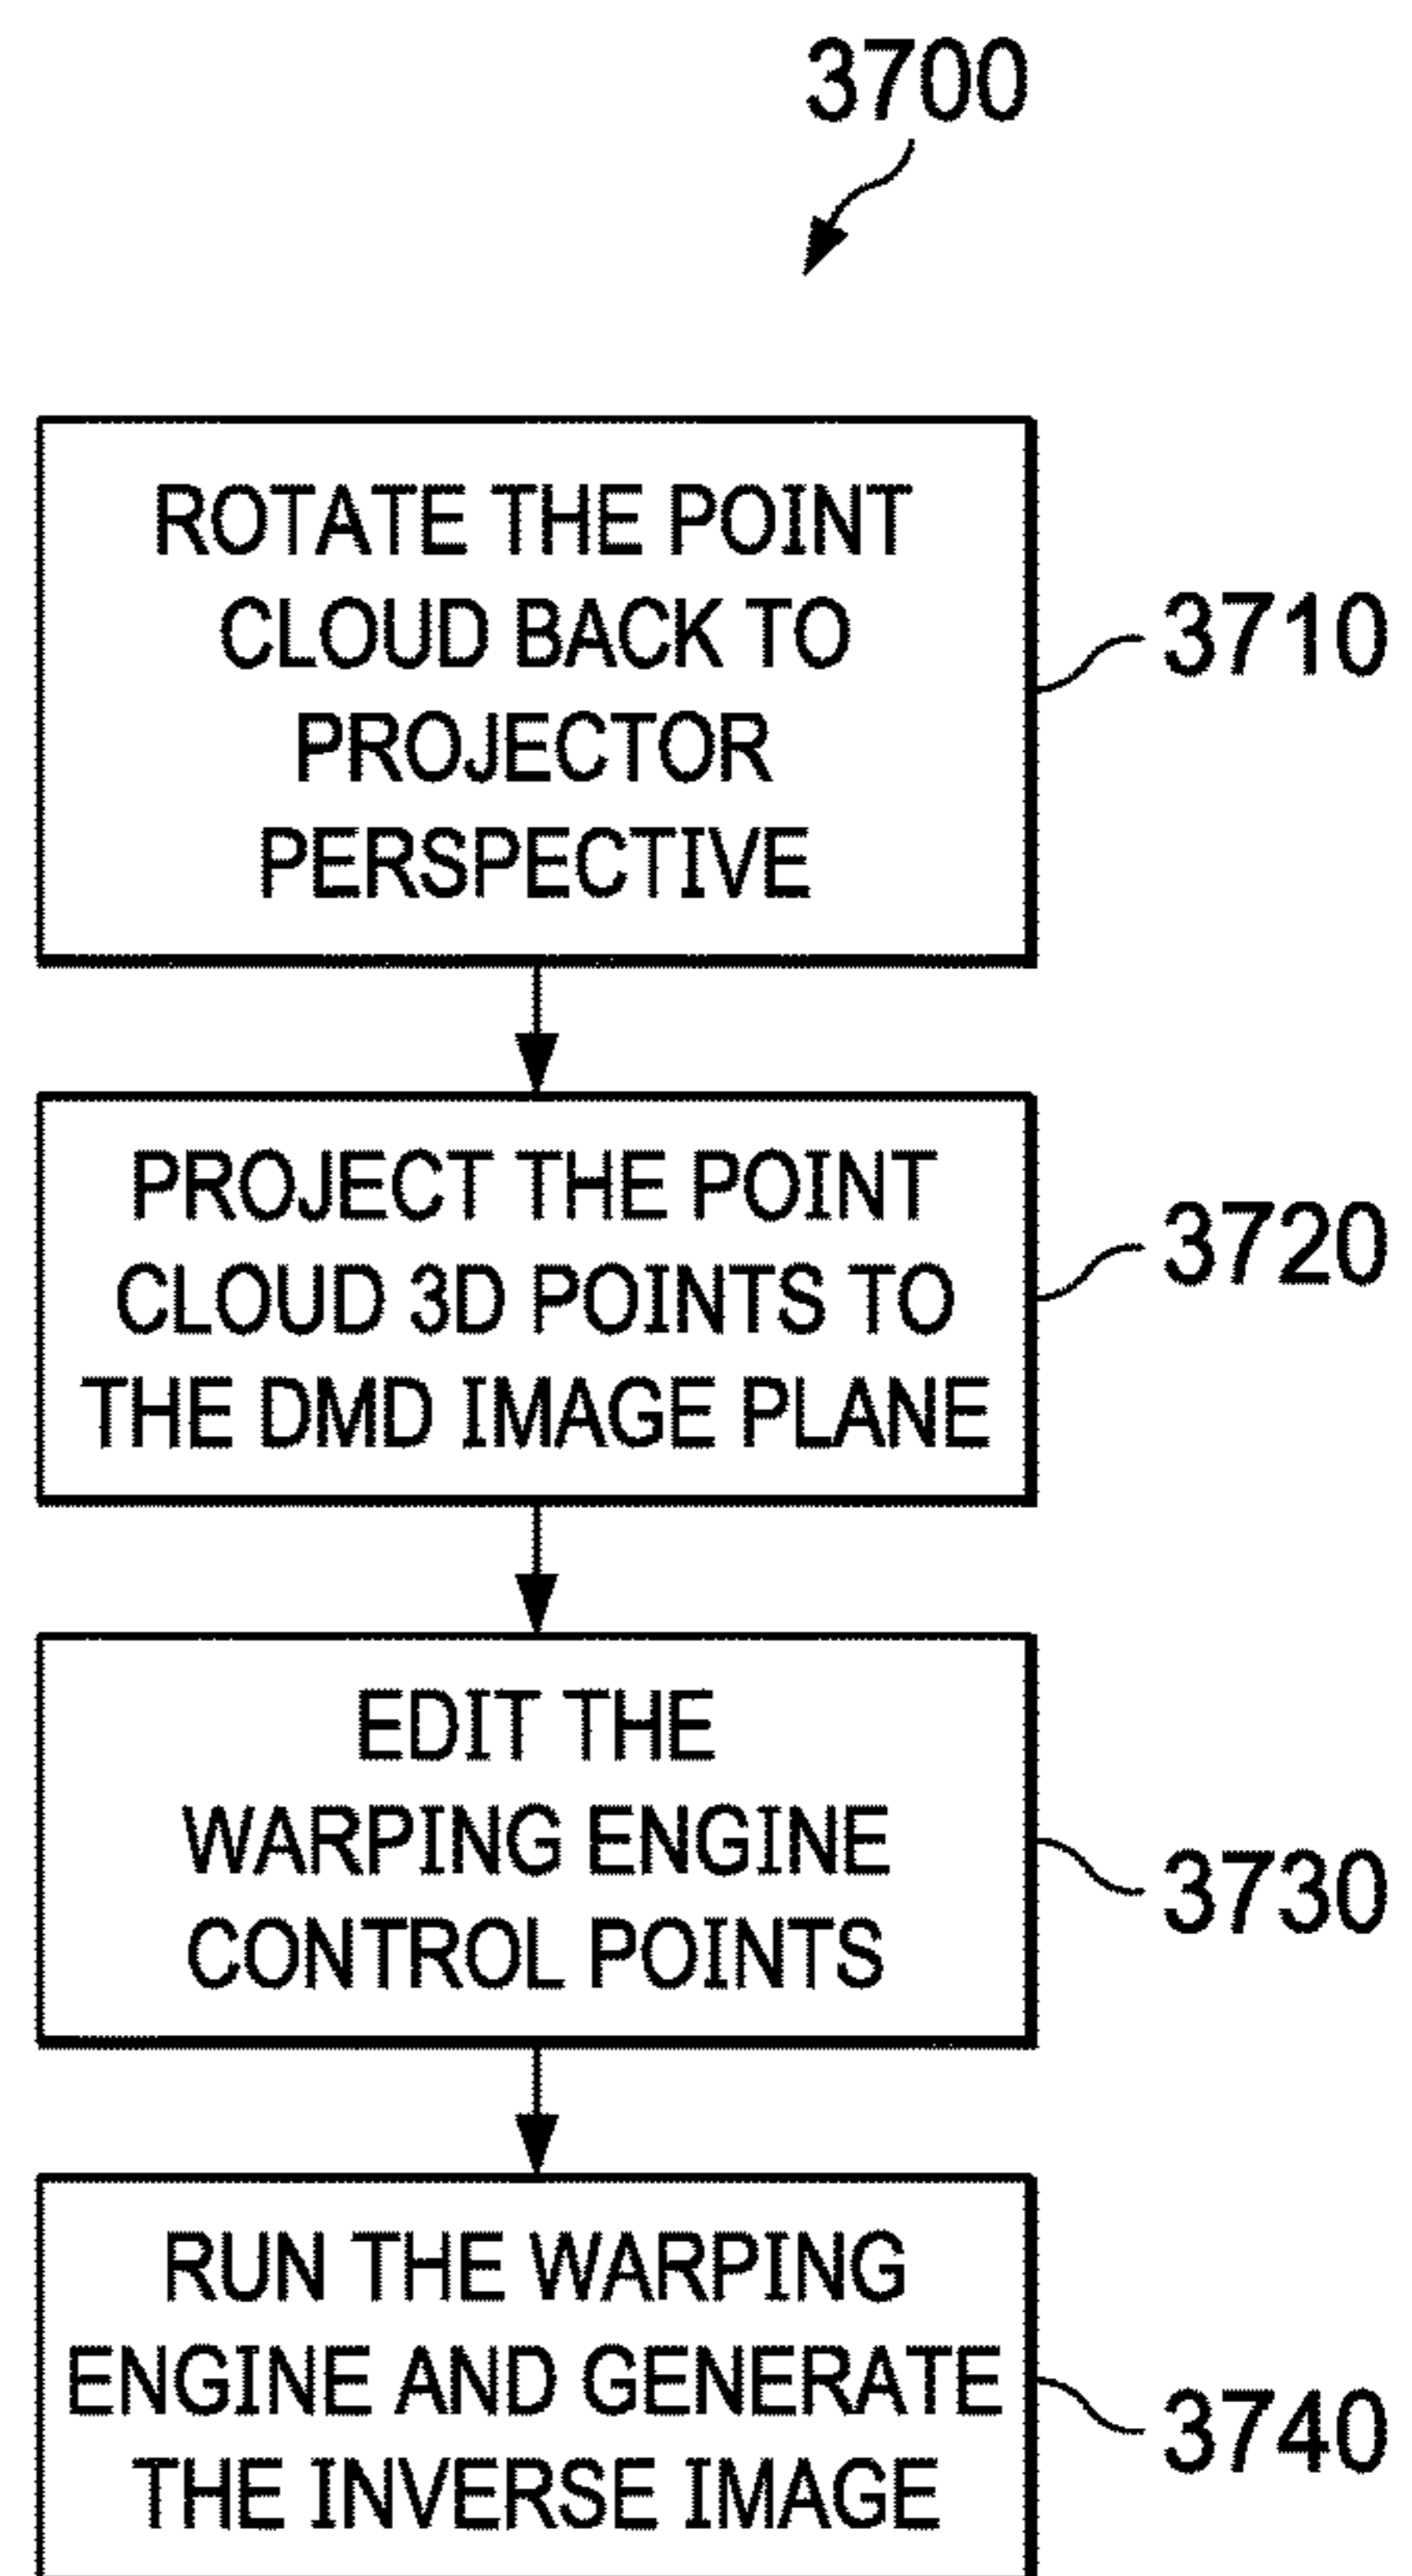 3700
ROTATE THE POINT
CLOUD BACK TO
PROJECTOR
PERSPECTIVE
3710
PROJECT THE POINT
CLOUD 3D POINTS TO
THE DMD IMAGE PLANE
3720
EDIT THE
WARPING ENGINE
CONTROL POINTS
3730
RUN THE WARPING
ENGINE AND GENERATE
THE INVERSE IMAGE
3740